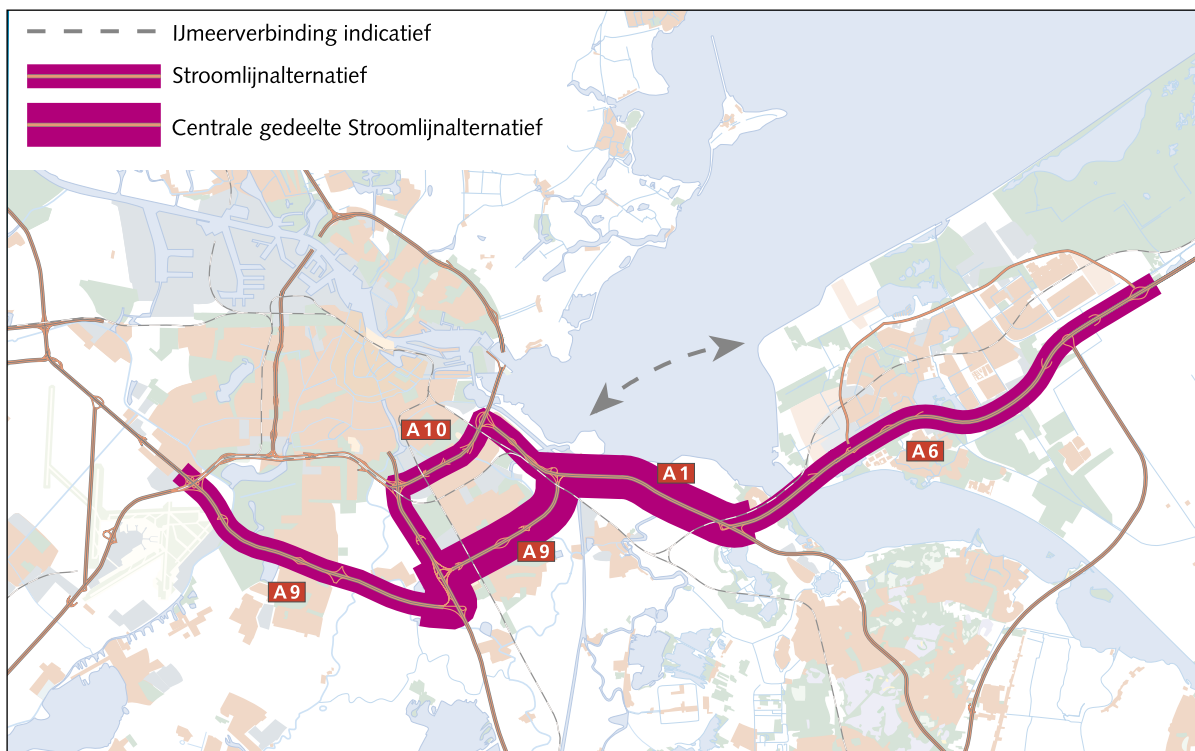 IJmeerverbinding indicatief
Stroomlijnalternatief
Centrale gedeelte Stroomlijnalternatief
A10
A1
A6
A9
A9